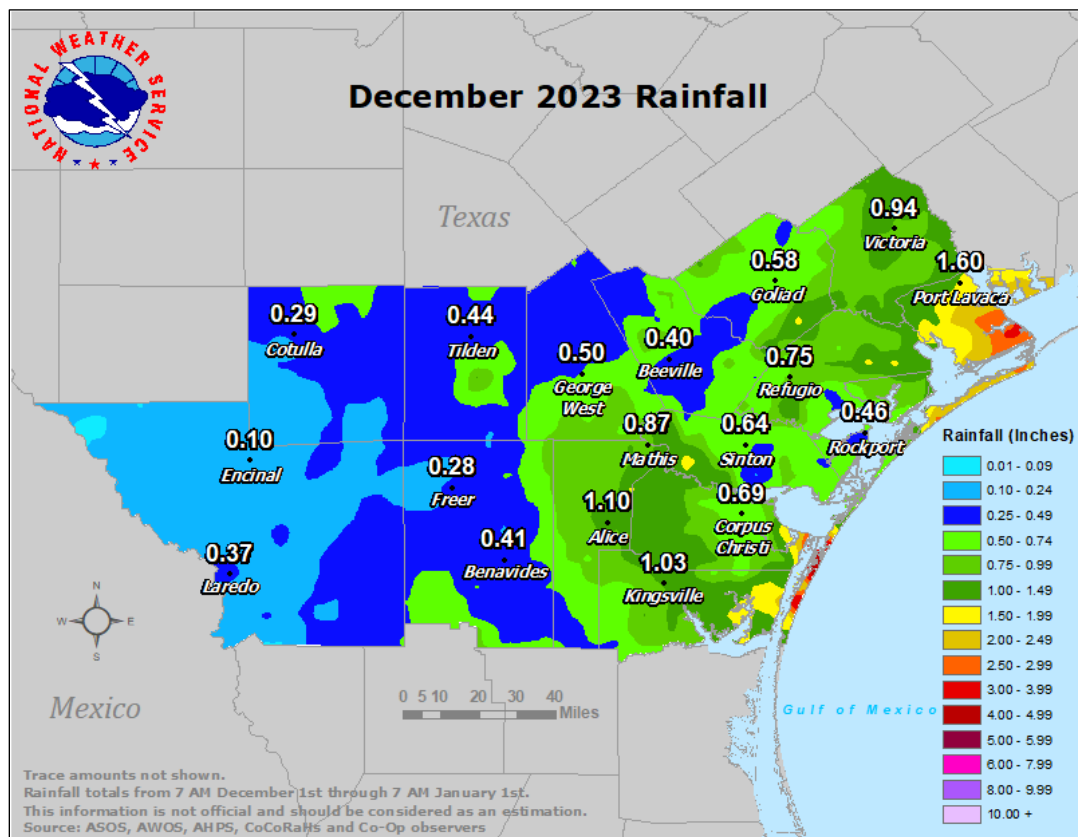 NATIONAL WEATHER SERVICE
December 2023 Rainfall
Texas
0.94
Victoria
1.60
Port Lavaca
0.58
Goliad
0.29
Cotulla
0.44
Tilden
0.50
George
West
0.40
Beeville
0.75
Refugio
0.46
Rockport
0.10
Encinal
0.87
Mathis
0.64
Sinton
0.28
Freer
0.69
Corpus
Christi
1.10
Alice
0.37
Laredo
0.41
Benavides
1.03
Kingsville
N
W E
S
Mexico
0 5 10 20 30 40
Miles
Gulf of Mexico
Rainfall (Inches)
0.01 - 0.09
0.10 - 0.24
0.25 - 0.49
0.50 - 0.74
0.75 - 0.99
1.00 - 1.49
1.50 - 1.99
2.00 - 2.49
2.50 - 2.99
3.00 - 3.99
4.00 - 4.99
5.00 - 5.99
6.00 - 7.99
8.00 - 9.99
10.00 +
Trace amounts not shown.
Rainfall totals from 7 AM December 1st through 7 AM January 1st.
This information is not official and should be considered as an estimation.
Source: ASOS, AWOS, AHPS, CoCoRaHs and Co-Op observers